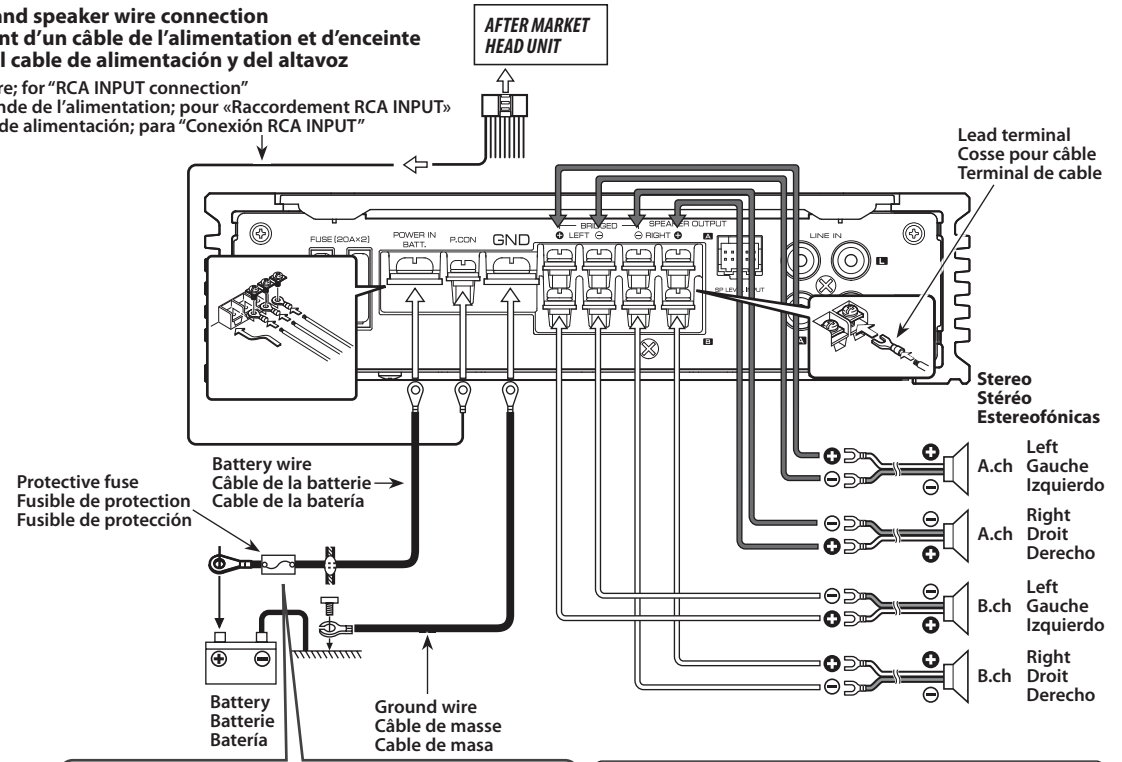 and speaker wire connection
nt d'un câble de l'alimentation et d'enceinte
l cable de alimentación y del altavoz
re; for "RCA INPUT connection"
nde de l'alimentation; pour «Raccordement RCA INPUT»
de alimentación; para "Conexión RCA INPUT"
AFTER MARKET
HEAD UNIT
Lead terminal
Cosse pour câble
Terminal de cable
FUSE (20A×2)
POWER IN
BATT.
P.CON
GND
BRIDGED
SPEAKER OUTPUT
⊕ LEFT ⊖
⊖ RIGHT ⊕
A
B
SP LEVEL INPUT
LINE IN
L
A
Stereo
Stéréo
Estereofónicas
A.ch
Left
Gauche
Izquierdo
A.ch
Right
Droit
Derecho
B.ch
Left
Gauche
Izquierdo
B.ch
Right
Droit
Derecho
Battery wire
Câble de la batterie
Cable de la batería
Protective fuse
Fusible de protection
Fusible de protección
Battery
Batterie
Batería
Ground wire
Câble de masse
Cable de masa